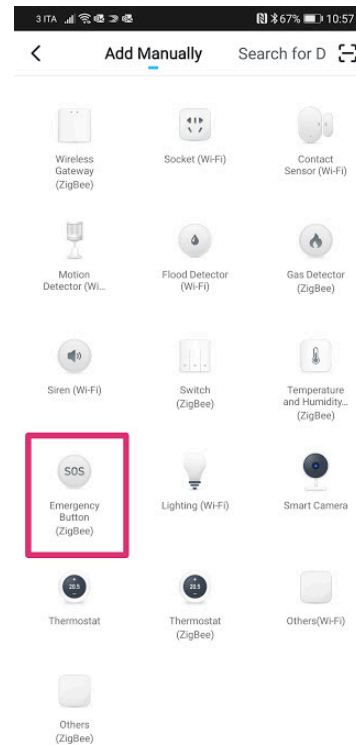 3 ITA 67% 10:57
Add Manually Search for D
Wireless
Gateway
(ZigBee)
Socket (Wi-Fi)
Contact
Sensor (Wi-Fi)
Motion
Detector (Wi...
Flood Detector
(Wi-Fi)
Gas Detector
(ZigBee)
Siren (Wi-Fi)
Switch
(ZigBee)
Temperature
and Humidity...
(ZigBee)
SOS
Emergency
Button
(ZigBee)
Lighting (Wi-Fi)
Smart Camera
20.5
Thermostat
20.5
Thermostat
(ZigBee)
Others(Wi-Fi)
Others
(ZigBee)